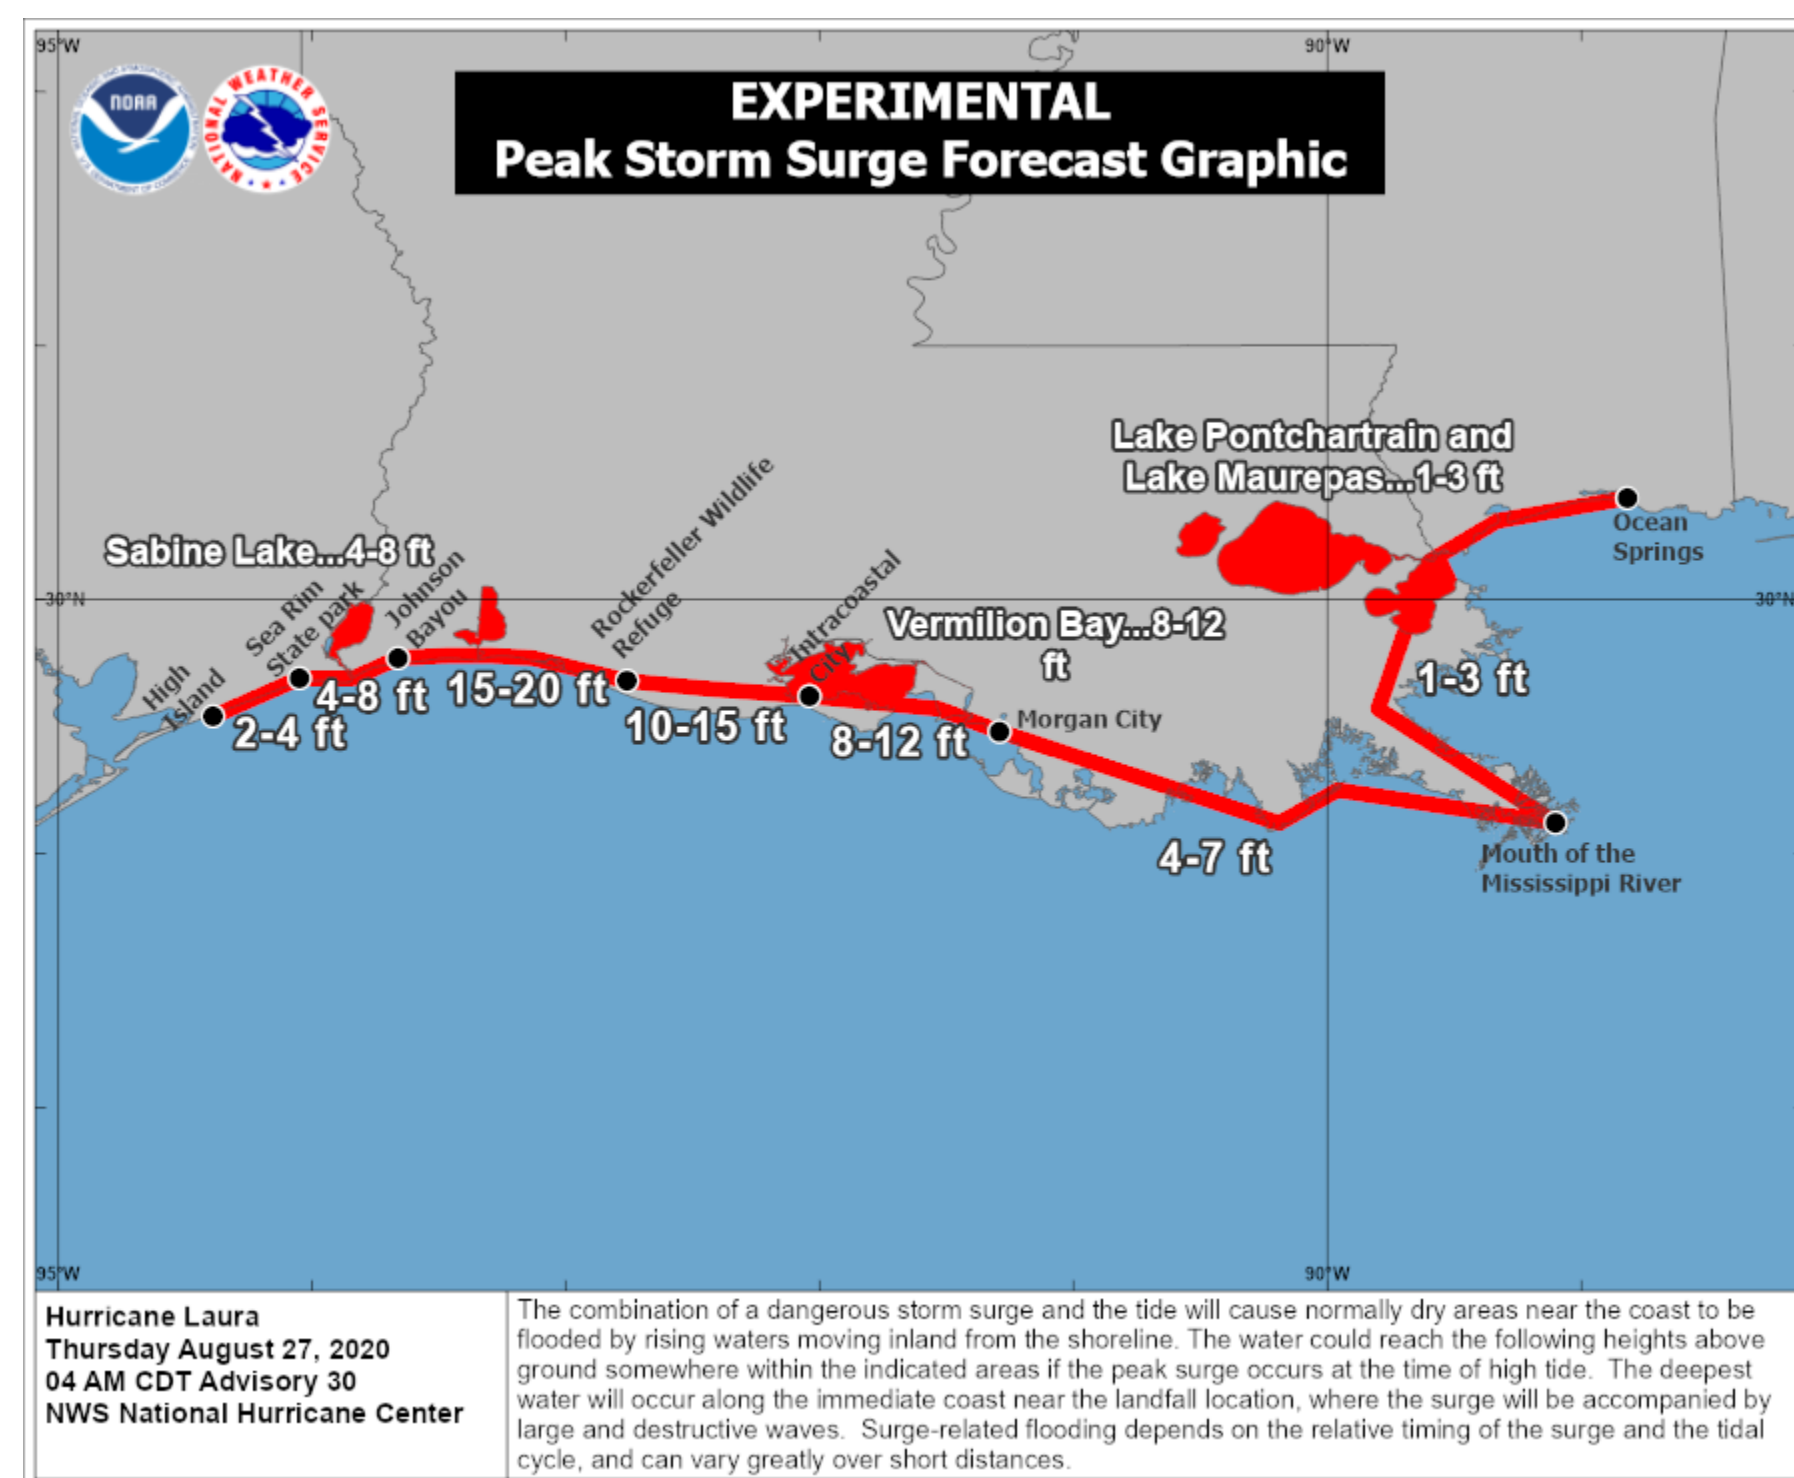 95°W
90°W
NOAA
NATIONAL WEATHER SERVICE
EXPERIMENTAL
Peak Storm Surge Forecast Graphic
Lake Pontchartrain and
Lake Maurepas...1-3 ft
Ocean
Springs
Sabine Lake...4-8 ft
30°N
30°N
Sea Rim
State park
Johnson
Bayou
Rockerfeller Wildlife
Refuge
Intracoastal
City
Vermilion Bay...8-12
ft
High
Island
2-4 ft
4-8 ft
15-20 ft
10-15 ft
8-12 ft
Morgan City
1-3 ft
4-7 ft
Mouth of the
Mississippi River
95°W
90°W
Hurricane Laura
Thursday August 27, 2020
04 AM CDT Advisory 30
NWS National Hurricane Center
The combination of a dangerous storm surge and the tide will cause normally dry areas near the coast to be
flooded by rising waters moving inland from the shoreline. The water could reach the following heights above
ground somewhere within the indicated areas if the peak surge occurs at the time of high tide.  The deepest
water will occur along the immediate coast near the landfall location, where the surge will be accompanied by
large and destructive waves.  Surge-related flooding depends on the relative timing of the surge and the tidal
cycle, and can vary greatly over short distances.